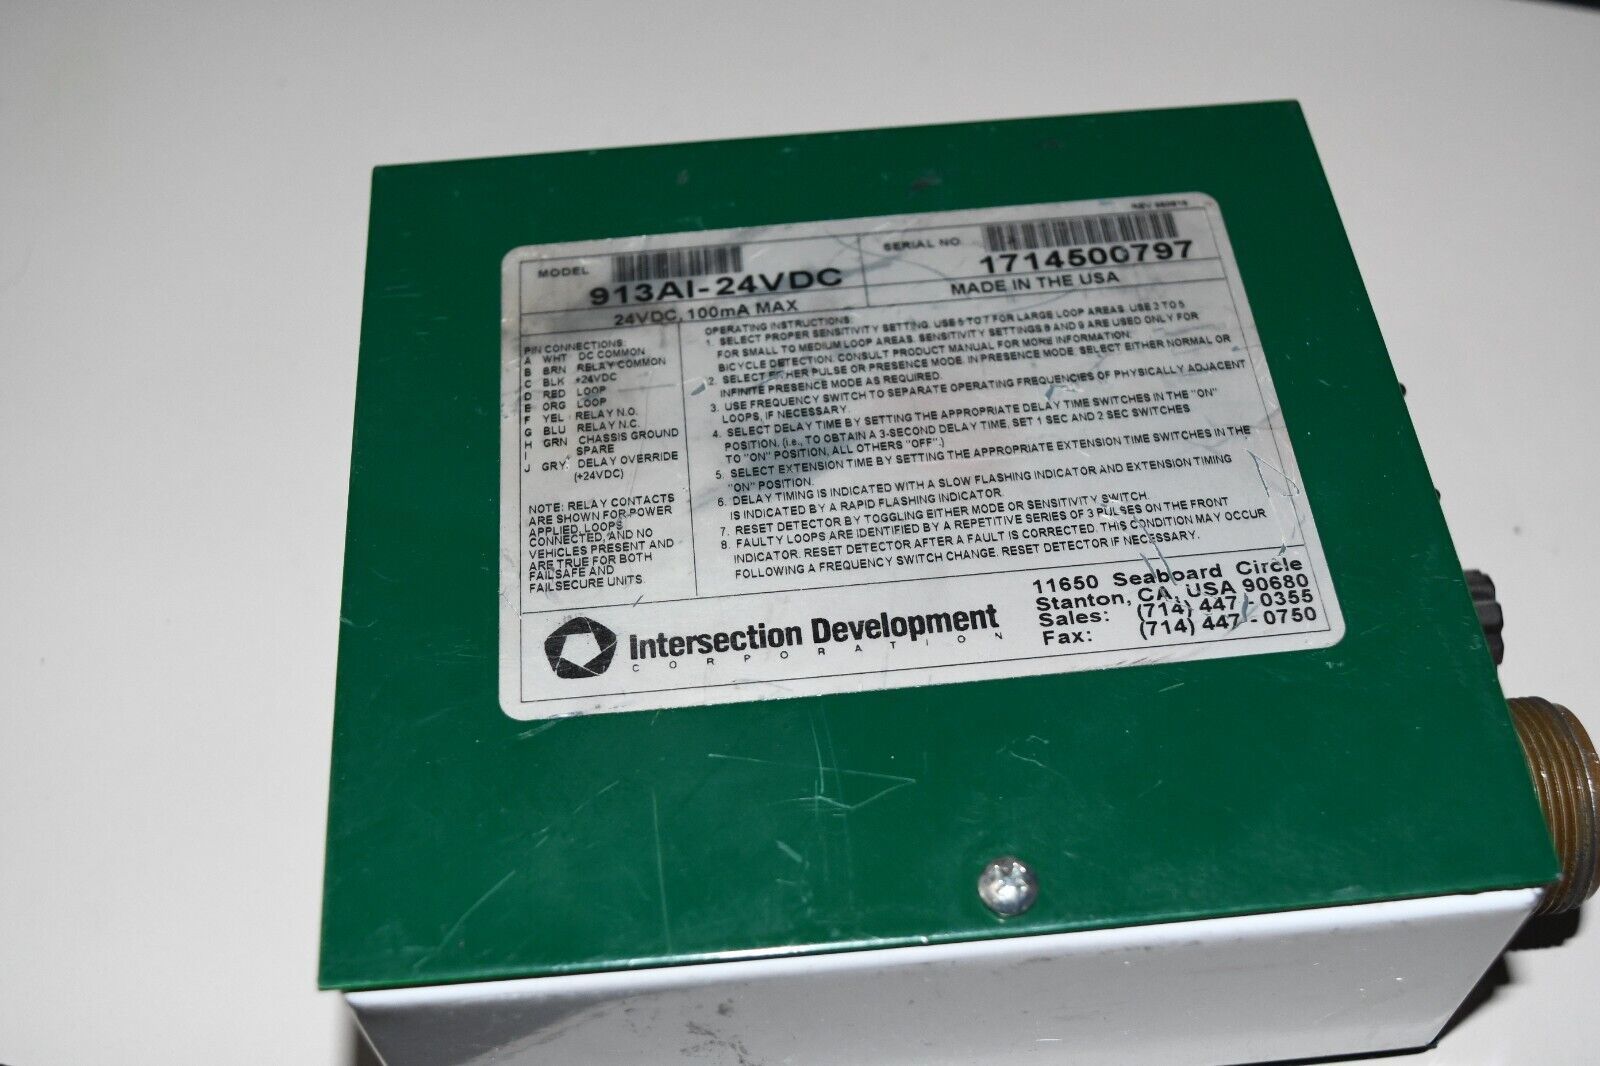 MODEL
913AI-24VDC
24VDC, 100mA MAX
SERIAL NO.
1714500797
MADE IN THE USA
PIN CONNECTIONS:
A WHT DC COMMON
B BRN RELAY COMMON
C BLK +24VDC
D RED LOOP
E ORG LOOP
F YEL RELAY N.O.
G BLU RELAY N.C.
H GRN CHASSIS GROUND
I SPARE
J GRY DELAY OVERRIDE
(+24VDC)
NOTE: RELAY CONTACTS
ARE SHOWN FOR POWER
APPLIED, LOOPS
CONNECTED, AND NO
VEHICLES PRESENT AND
ARE TRUE FOR BOTH
FAILSAFE AND
FAILSECURE UNITS.
OPERATING INSTRUCTIONS:
1. SELECT PROPER SENSITIVITY SETTING. USE 5 TO 7 FOR LARGE LOOP AREAS. USE 2 TO 5
FOR SMALL TO MEDIUM LOOP AREAS. SENSITIVITY SETTINGS 8 AND 9 ARE USED ONLY FOR
BICYCLE DETECTION. CONSULT PRODUCT MANUAL FOR MORE INFORMATION.
2. SELECT EITHER PULSE OR PRESENCE MODE. IN PRESENCE MODE, SELECT EITHER NORMAL OR
INFINITE PRESENCE MODE AS REQUIRED.
3. USE FREQUENCY SWITCH TO SEPARATE OPERATING FREQUENCIES OF PHYSICALLY ADJACENT
LOOPS, IF NECESSARY.
4. SELECT DELAY TIME BY SETTING THE APPROPRIATE DELAY TIME SWITCHES IN THE "ON"
POSITION. (i.e., TO OBTAIN A 3-SECOND DELAY TIME, SET 1 SEC AND 2 SEC SWITCHES
TO "ON" POSITION, ALL OTHERS "OFF".)
5. SELECT EXTENSION TIME BY SETTING THE APPROPRIATE EXTENSION TIME SWITCHES IN THE
"ON" POSITION.
6. DELAY TIMING IS INDICATED WITH A SLOW FLASHING INDICATOR AND EXTENSION TIMING
IS INDICATED BY A RAPID FLASHING INDICATOR.
7. RESET DETECTOR BY TOGGLING EITHER MODE OR SENSITIVITY SWITCH.
8. FAULTY LOOPS ARE IDENTIFIED BY A REPETITIVE SERIES OF 3 PULSES ON THE FRONT
INDICATOR. RESET DETECTOR AFTER A FAULT IS CORRECTED. THIS CONDITION MAY OCCUR
FOLLOWING A FREQUENCY SWITCH CHANGE. RESET DETECTOR IF NECESSARY.
Intersection Development
CORPORATION
11650 Seaboard Circle
Stanton, CA, USA 90680
Sales: (714) 447-0355
Fax: (714) 447-0750